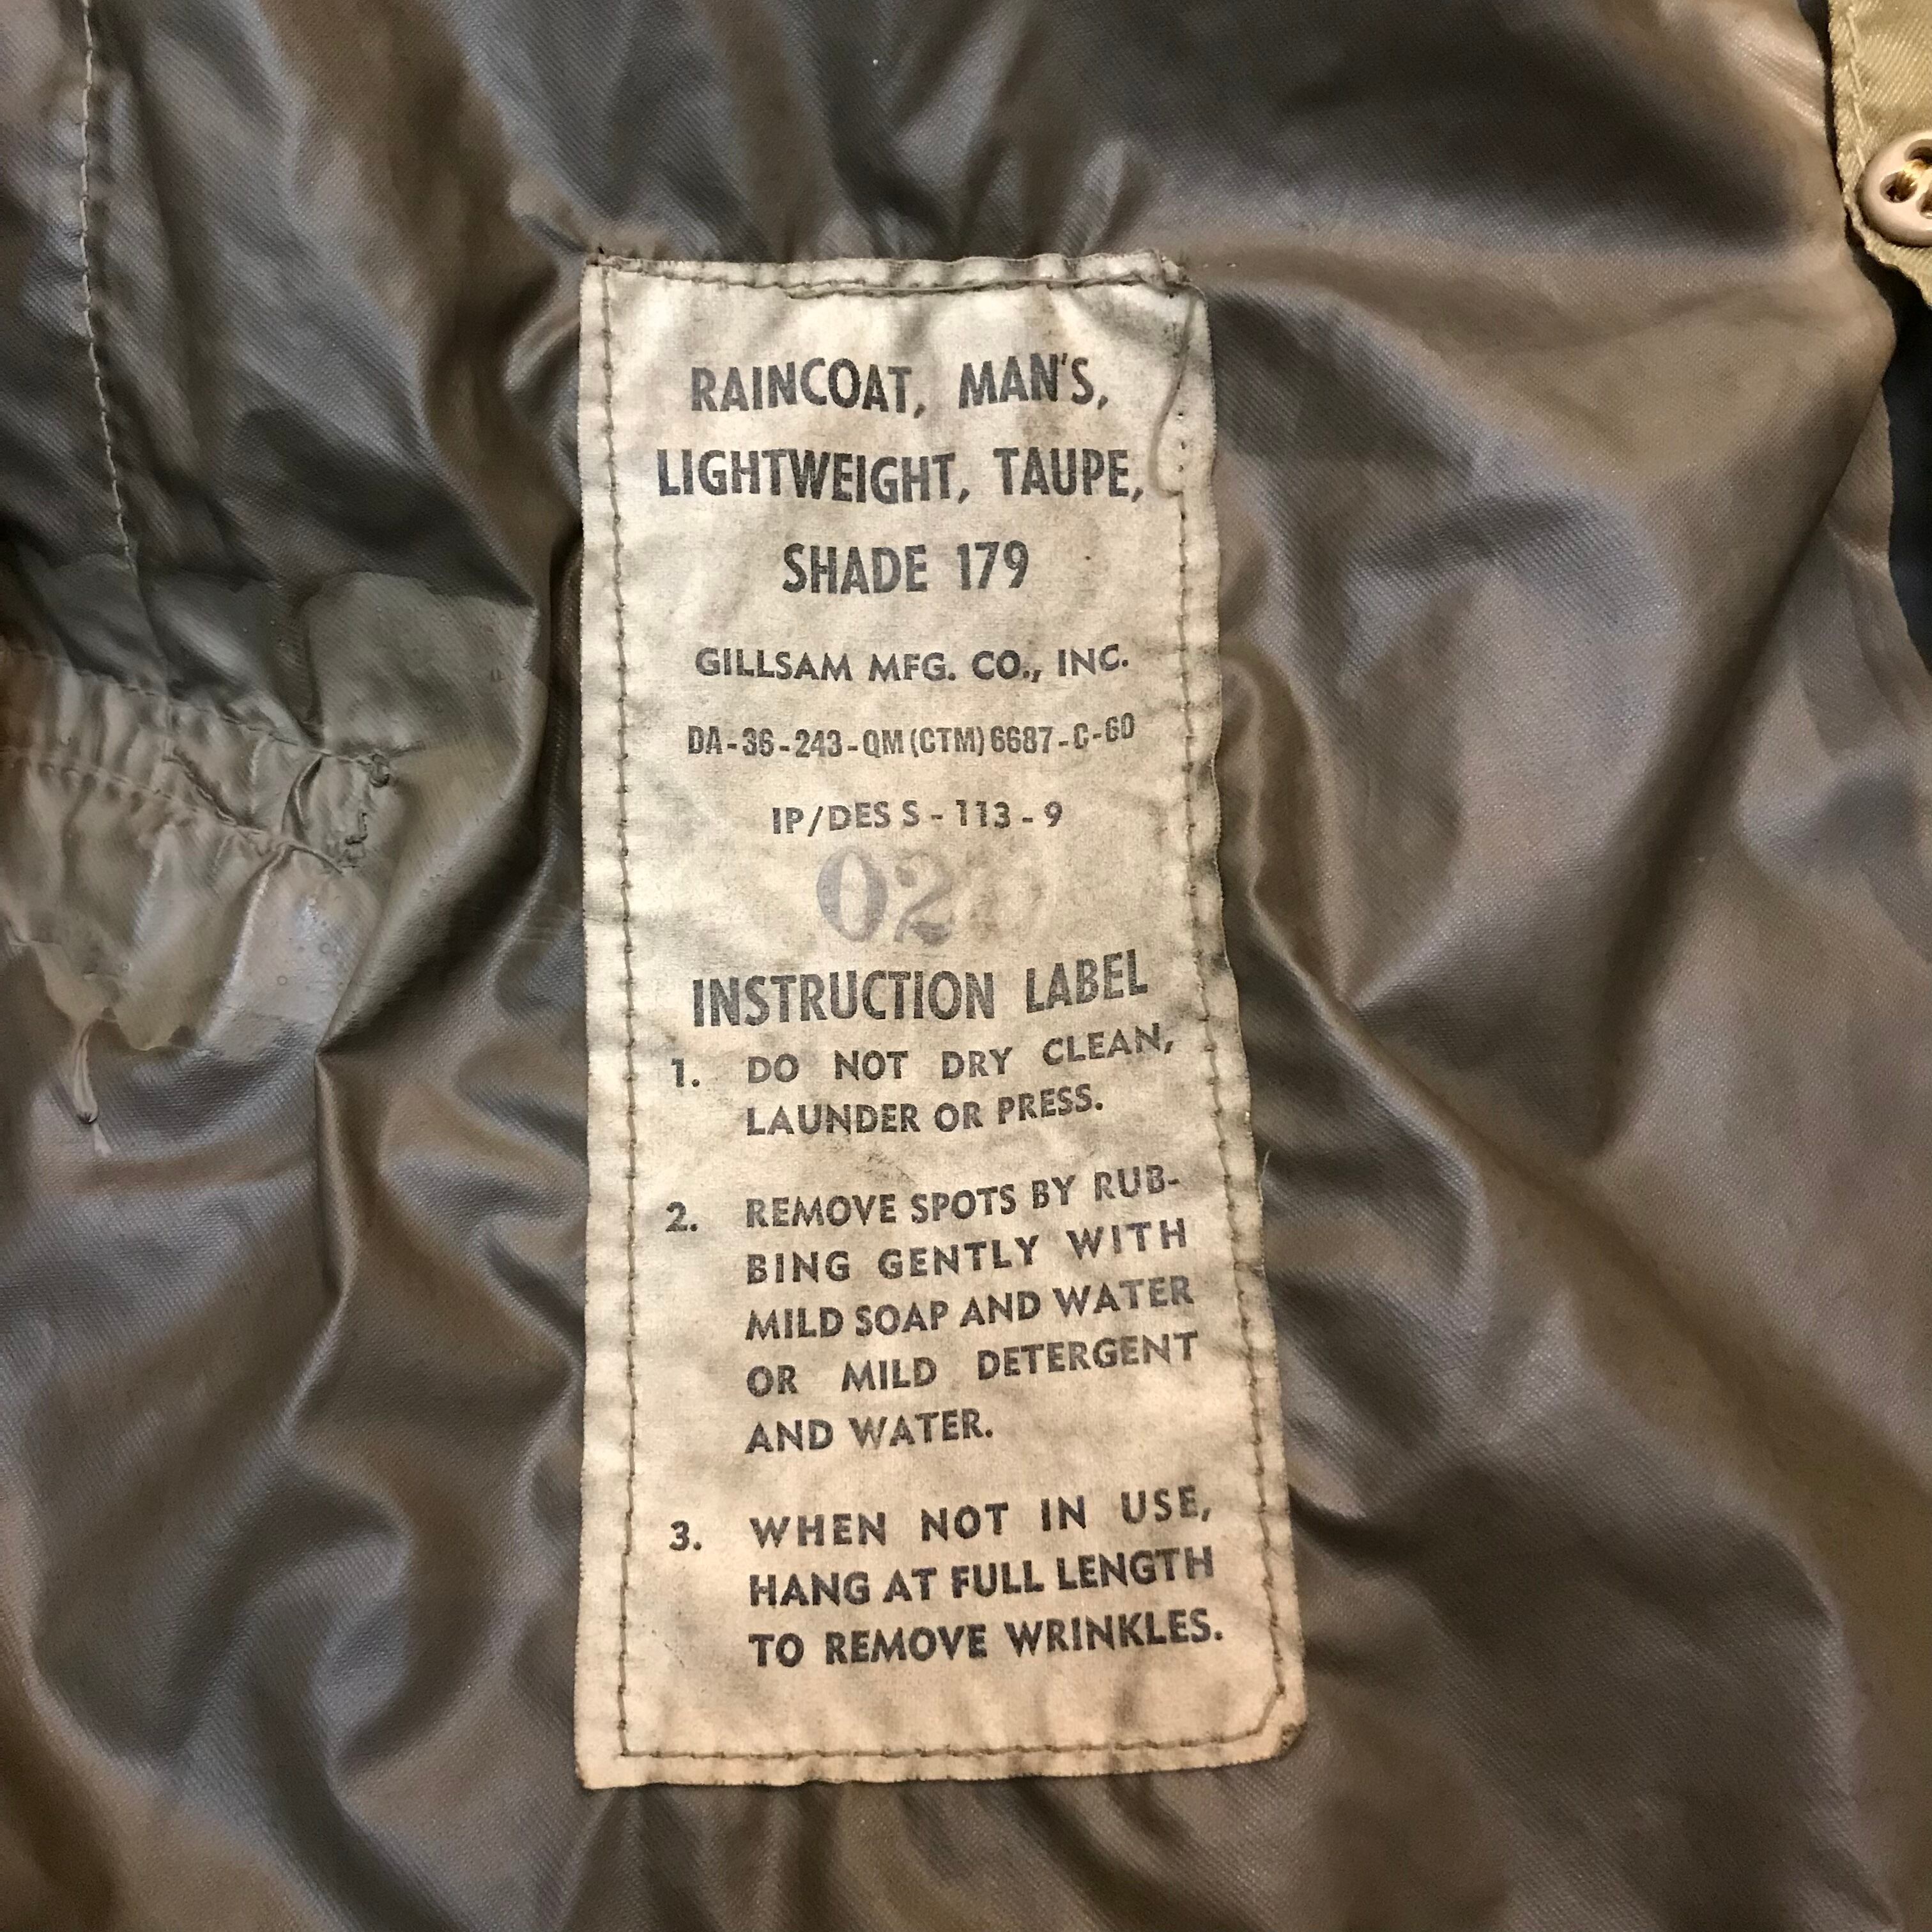 RAINCOAT, MAN'S,
LIGHTWEIGHT, TAUPE,
SHADE 179
GILLSAM MFG. CO., INC.
DA-36-243-QM(CTM)6687-C-60
IP/DES S - 113 - 9
02
INSTRUCTION LABEL
1. DO NOT DRY CLEAN,
LAUNDER OR PRESS.
2. REMOVE SPOTS BY RUB-
BING GENTLY WITH
MILD SOAP AND WATER
OR MILD DETERGENT
AND WATER.
3. WHEN NOT IN USE,
HANG AT FULL LENGTH
TO REMOVE WRINKLES.